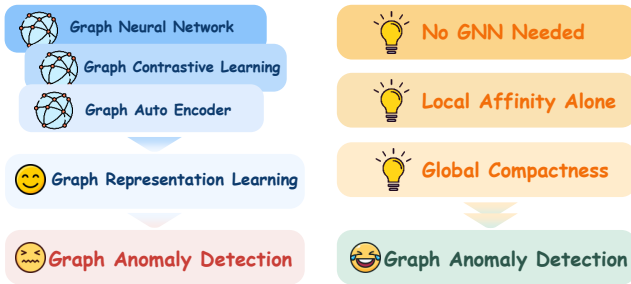 Graph Neural Network
Graph Contrastive Learning
Graph Auto Encoder
Graph Representation Learning
Graph Anomaly Detection
No GNN Needed
Local Affinity Alone
Global Compactness
Graph Anomaly Detection